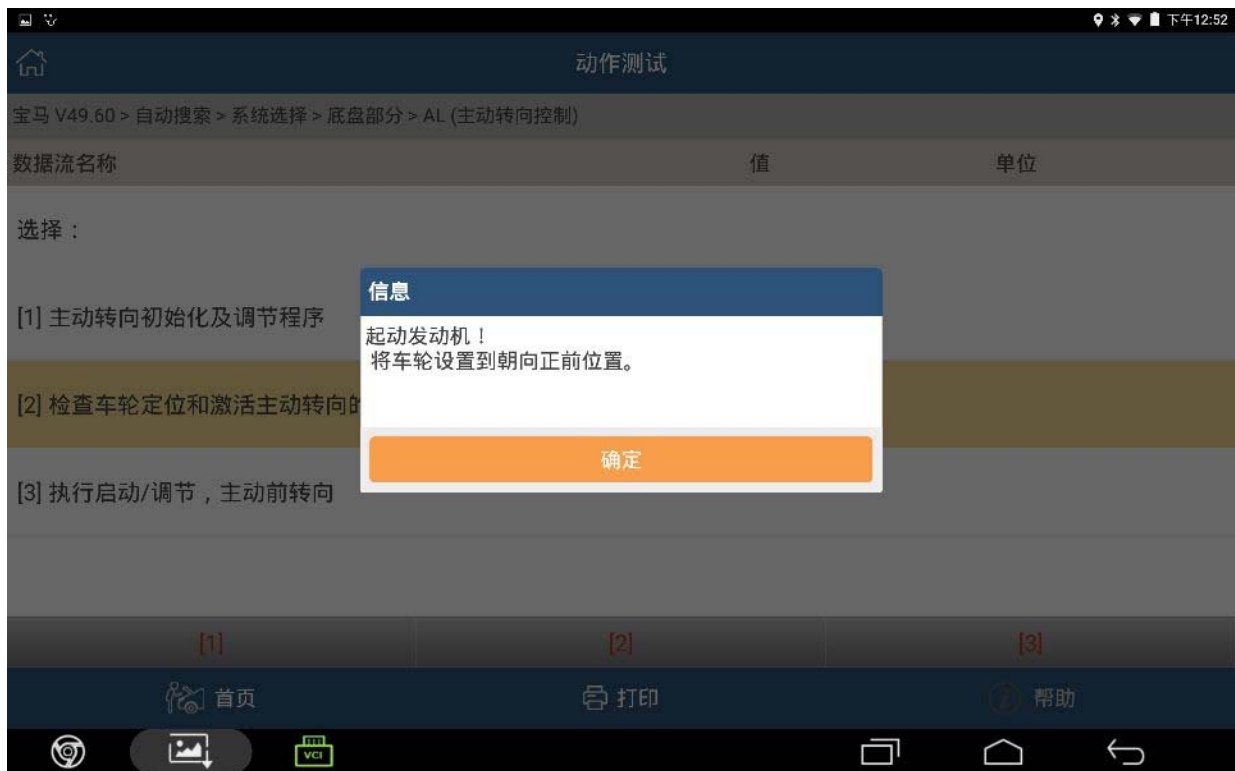 下午12:52
动作测试
宝马 V49.60 > 自动搜索 > 系统选择 > 底盘部分 > AL (主动转向控制)
数据流名称 值 单位
选择：
[1] 主动转向初始化及调节程序
信息
起动发动机！
将车轮设置到朝向正前位置。
[2] 检查车轮定位和激活主动转向的
确定
[3] 执行启动/调节，主动前转向
[1] [2] [3]
首页 打印 帮助
VCI